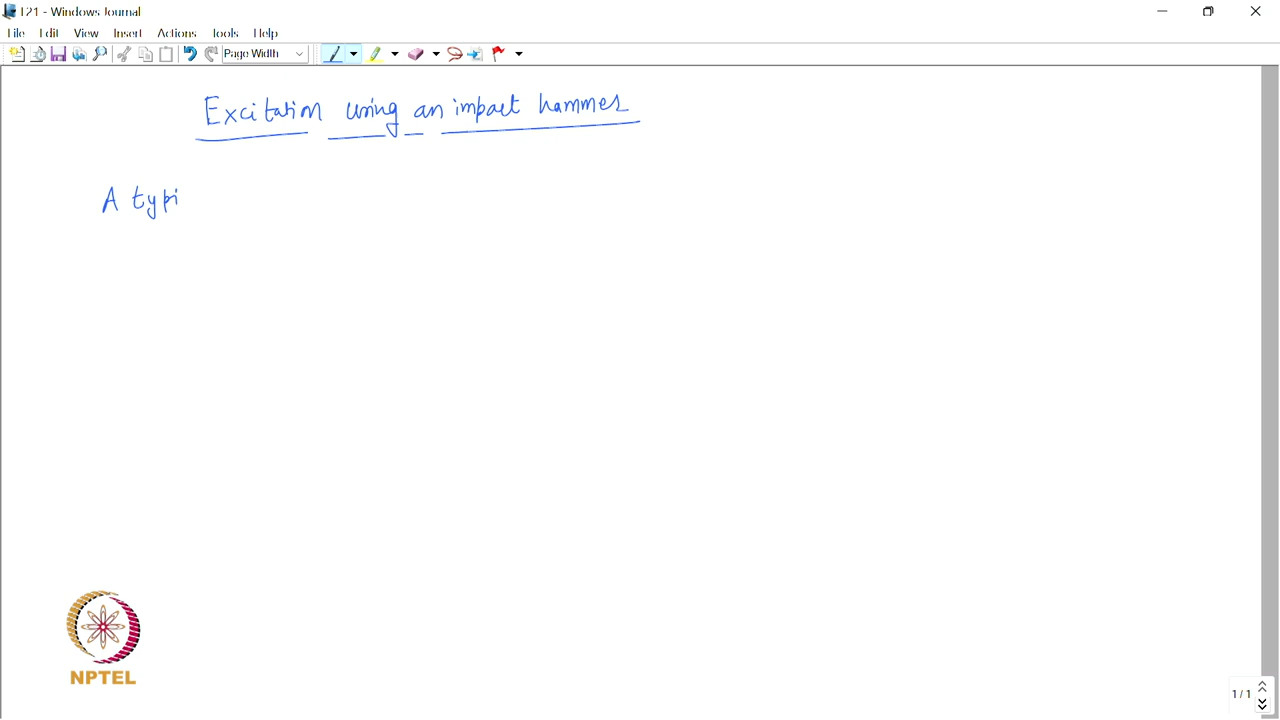 L21 - Windows Journal
File Edit View Insert Actions Tools Help
Page Width
Excitation using an impact hammer
A typi
NPTEL
1 / 1